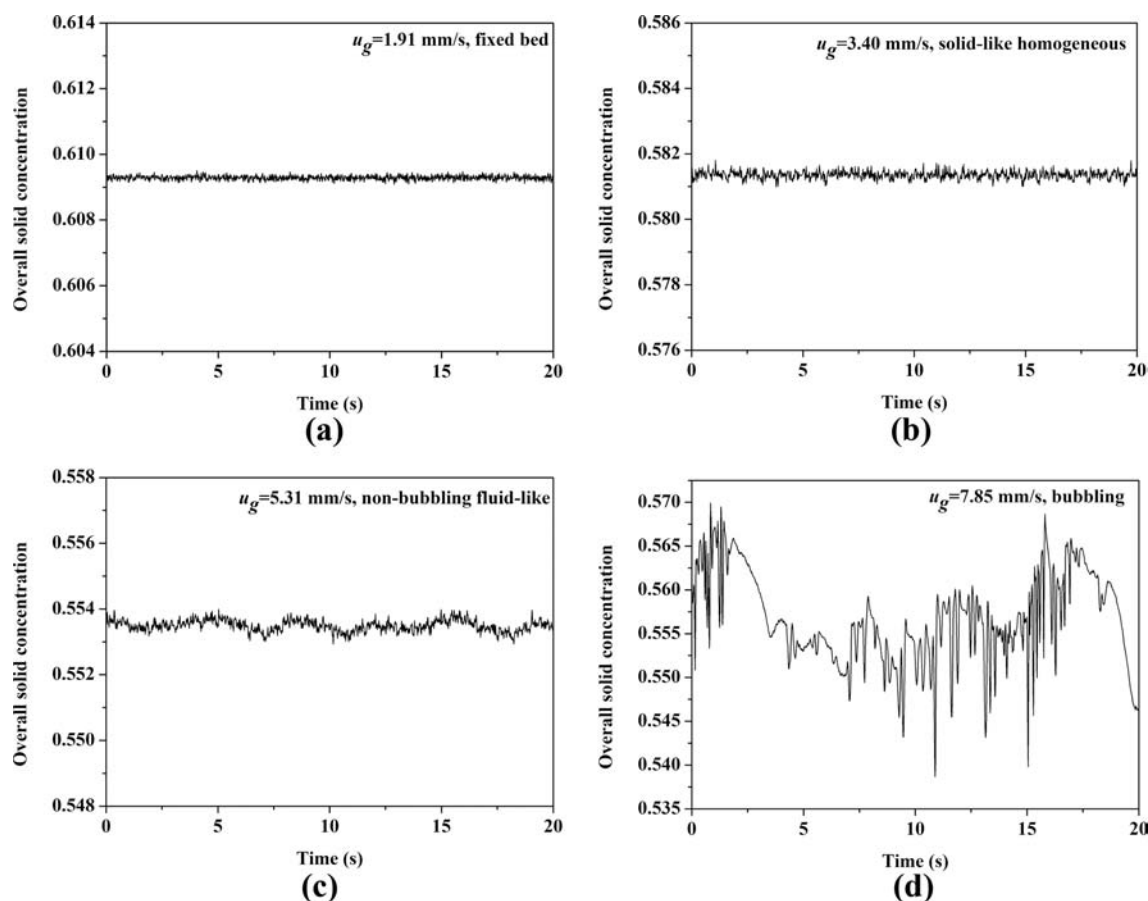 0.614
u_g=1.91 mm/s, fixed bed
0.612
0.610
0.608
0.606
0.604
Overall solid concentration
0 5 10 15 20
Time (s)
(a)
0.586
u_g=3.40 mm/s, solid-like homogeneous
0.584
0.582
0.580
0.577
0.576
Overall solid concentration
0 5 10 15 20
Time (s)
(b)
0.558
u_g=5.31 mm/s, non-bubbling fluid-like
0.556
0.554
0.552
0.550
0.548
Overall solid concentration
0 5 10 15 20
Time (s)
(c)
0.570
u_g=7.85 mm/s, bubbling
0.565
0.560
0.555
0.550
0.545
0.540
0.535
Overall solid concentration
0 5 10 15 20
Time (s)
(d)